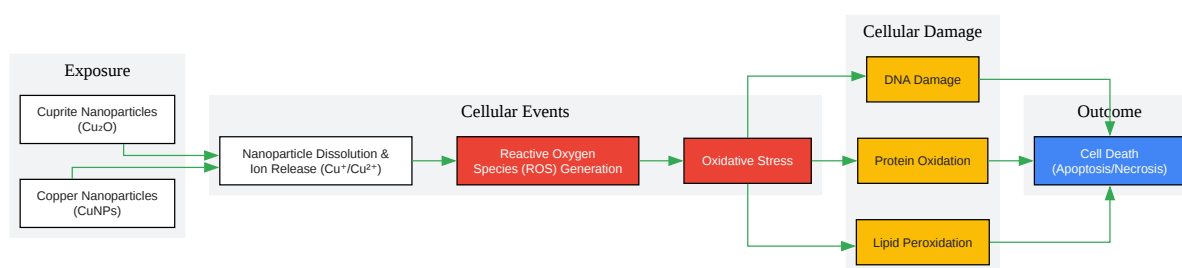 Exposure
Cuprite Nanoparticles
(Cu₂O)
Copper Nanoparticles
(CuNPs)
Cellular Events
Nanoparticle Dissolution &
Ion Release (Cu⁺/Cu²⁺)
Reactive Oxygen
Species (ROS) Generation
Oxidative Stress
Cellular Damage
DNA Damage
Protein Oxidation
Lipid Peroxidation
Outcome
Cell Death
(Apoptosis/Necrosis)